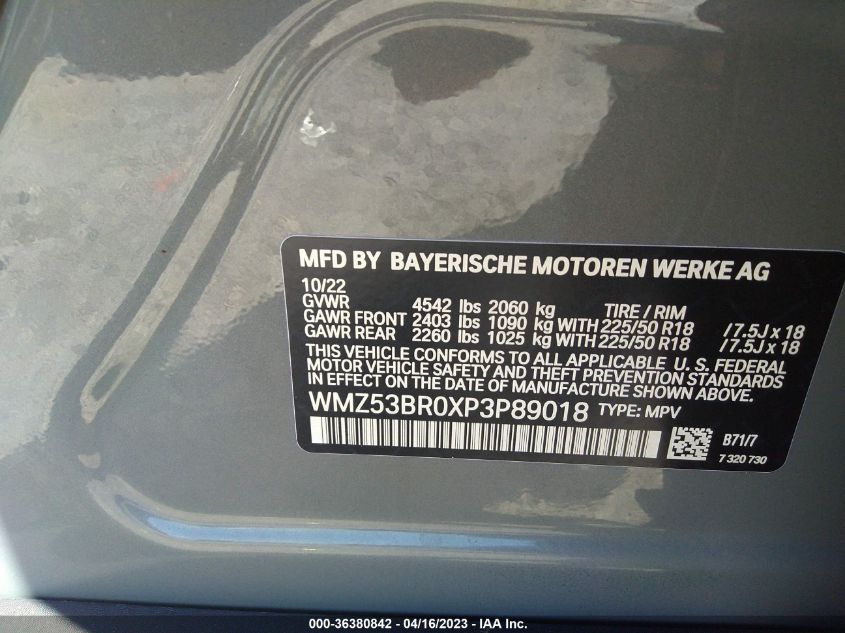 MFD BY BAYERISCHE MOTOREN WERKE AG
10/22
GVWR 4542 lbs 2060 kg TIRE / RIM
GAWR FRONT 2403 lbs 1090 kg WITH 225/50 R18 / 7.5J x 18
GAWR REAR 2260 lbs 1025 kg WITH 225/50 R18 / 7.5J x 18
THIS VEHICLE CONFORMS TO ALL APPLICABLE U. S. FEDERAL
MOTOR VEHICLE SAFETY AND THEFT PREVENTION STANDARDS
IN EFFECT ON THE DATE OF MANUFACTURE SHOWN ABOVE.
WMZ53BR0XP3P89018 TYPE: MPV
B71/7
7 320 730
000-36380842 - 04/16/2023 - IAA Inc.